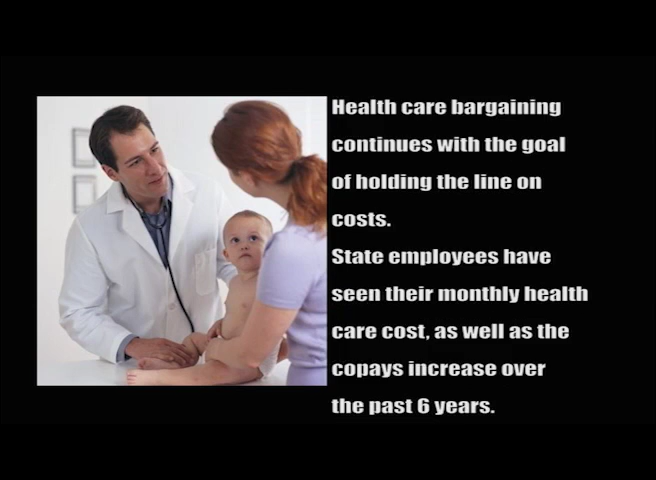 Health care bargaining
continues with the goal
of holding the line on
costs.
State employees have
seen their monthly health
care cost, as well as the
copays increase over
the past 6 years.